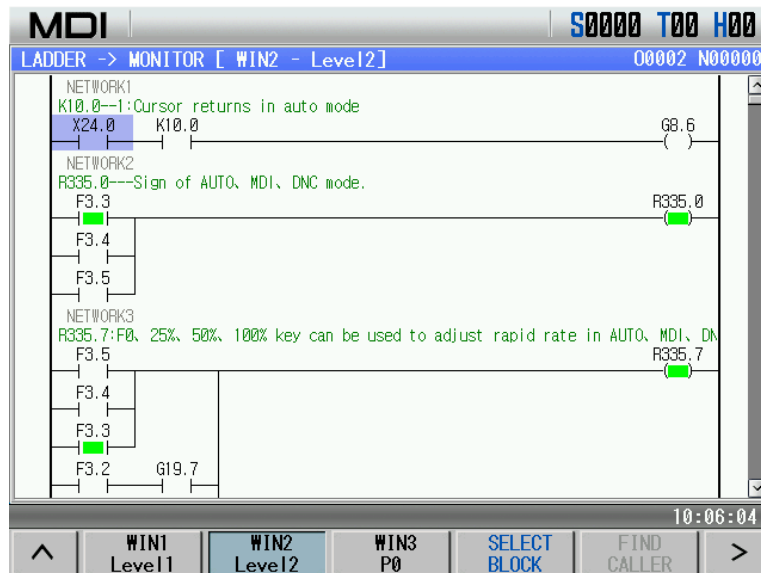 MDI S0000 T00 H00
LADDER -> MONITOR [ WIN2 - Level2] O0002 N00000
NETWORK1
K10.0--1:Cursor returns in auto mode
X24.0 K10.0 G8.6
NETWORK2
R335.0---Sign of AUTO、MDI、DNC mode.
F3.3 R335.0
F3.4
F3.5
NETWORK3
R335.7:F0、25%、50%、100% key can be used to adjust rapid rate in AUTO、MDI、DN
F3.5 R335.7
F3.4
F3.3
F3.2 G19.7
10:06:04
WIN1 WIN2 WIN3 SELECT FIND
Level1 Level2 P0 BLOCK CALLER >